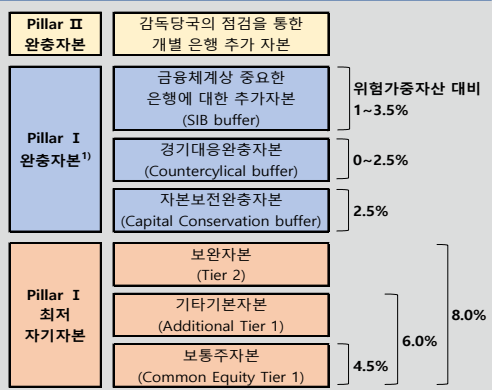 Pillar Ⅱ
완충자본
감독당국의 점검을 통한
개별 은행 추가 자본
Pillar Ⅰ
완충자본1)
금융체계상 중요한
은행에 대한 추가자본
(SIB buffer)
위험가중자산 대비
1~3.5%
경기대응완충자본
(Countercylical buffer)
0~2.5%
자본보전완충자본
(Capital Conservation buffer)
2.5%
Pillar Ⅰ
최저
자기자본
보완자본
(Tier 2)
기타기본자본
(Additional Tier 1)
보통주자본
(Common Equity Tier 1)
4.5%
6.0%
8.0%